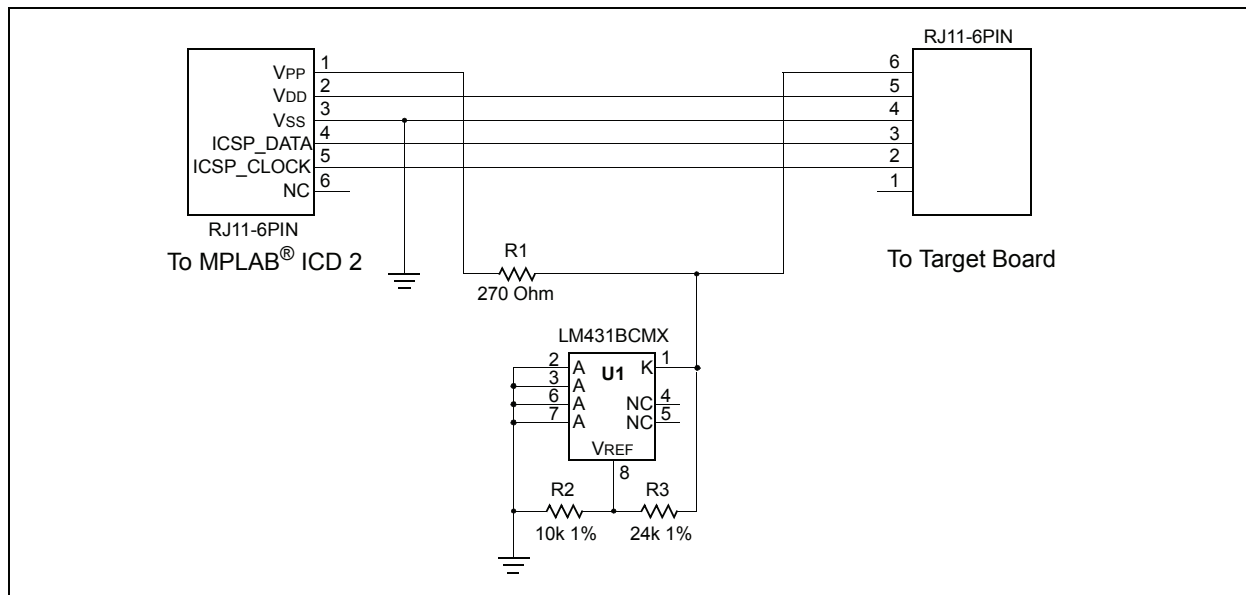 RJ11-6PIN
VPP 1
VDD 2
VSS 3
ICSP_DATA 4
ICSP_CLOCK 5
NC 6
RJ11-6PIN
To MPLAB® ICD 2
6
5
4
3
2
1
To Target Board
R1
270 Ohm
LM431BCMX
2 A U1 K 1
3 A
6 A NC 4
7 A NC 5
VREF
8
R2 R3
10k 1% 24k 1%